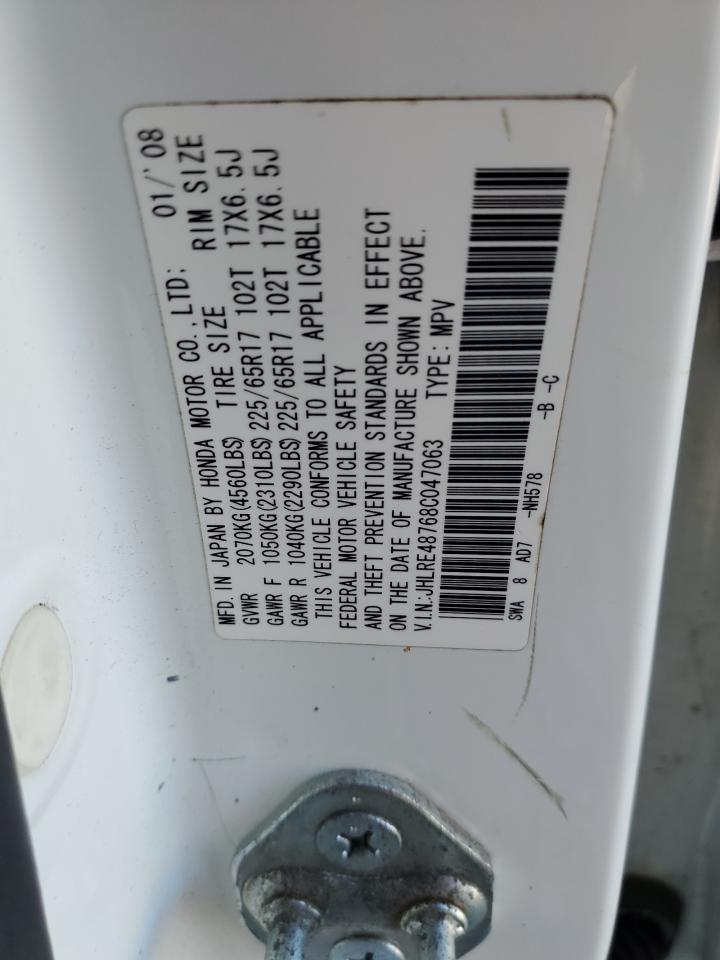 MFD. IN JAPAN BY HONDA MOTOR CO.,LTD; 01/'08
GVWR 2070KG(4560LBS) TIRE SIZE RIM SIZE
GAWR F 1050KG(2310LBS) 225/65R17 102T 17X6.5J
GAWR R 1040KG(2290LBS) 225/65R17 102T 17X6.5J
THIS VEHICLE CONFORMS TO ALL APPLICABLE
FEDERAL MOTOR VEHICLE SAFETY
AND THEFT PREVENTION STANDARDS IN EFFECT
ON THE DATE OF MANUFACTURE SHOWN ABOVE.
V.I.N:JHLRE48768C047063 TYPE: MPV
SWA 8 AD7 -NH578 -B -C